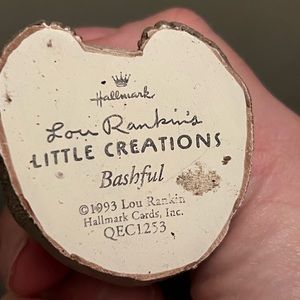 Hallmark
Lou Rankin's
LITTLE CREATIONS
Bashful
©1993 Lou Rankin
Hallmark Cards, Inc.
QEC1253